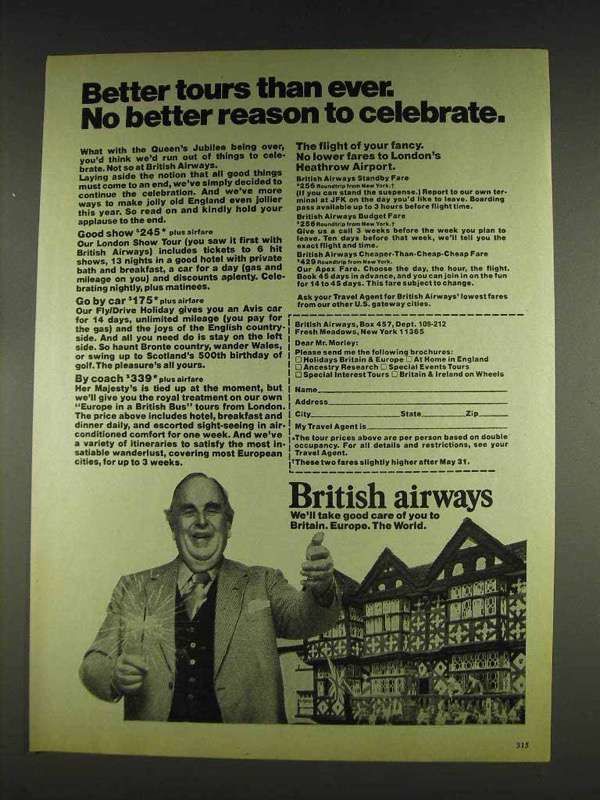 Better tours than ever.
No better reason to celebrate.
What with the Queen's Jubilee being over,
you'd think we'd run out of things to cele-
brate. Not so at British Airways.
Laying aside the notion that all good things
must come to an end, we've simply decided to
continue the celebration. And we've more
ways to make jolly old England even jollier
this year. So read on and kindly hold your
applause to the end.
Good show $245* plus airfare
Our London Show Tour (you saw it first with
British Airways) includes tickets to 6 hit
shows, 13 nights in a good hotel with private
bath and breakfast, a car for a day (gas and
mileage on you) and discounts aplenty. Cele-
brating nightly, plus matinees.
Go by car $175* plus airfare
Our Fly/Drive Holiday gives you an Avis car
for 14 days, unlimited mileage (you pay for
the gas) and the joys of the English country-
side. And all you need do is stay on the left
side. So haunt Bronte country, wander Wales,
or swing up to Scotland's 500th birthday of
golf. The pleasure's all yours.
By coach $339* plus airfare
Her Majesty's is tied up at the moment, but
we'll give you the royal treatment on our own
"Europe in a British Bus" tours from London.
The price above includes hotel, breakfast and
dinner daily, and escorted sight-seeing in air-
conditioned comfort for one week. And we've
a variety of itineraries to satisfy the most in-
satiable wanderlust, covering most European
cities, for up to 3 weeks.
The flight of your fancy.
No lower fares to London's
Heathrow Airport.
British Airways Standby Fare
$256 Roundtrip from New York.†
(If you can stand the suspense.) Report to our own ter-
minal at JFK on the day you'd like to leave. Boarding
pass available up to 3 hours before flight time.
British Airways Budget Fare
$256 Roundtrip from New York.†
Give us a call 3 weeks before the week you plan to
leave. Ten days before that week, we'll tell you the
exact flight and time.
British Airways Cheaper-Than-Cheap-Cheap Fare
$429 Roundtrip from New York.
Our Apex Fare. Choose the day, the hour, the flight.
Book 45 days in advance, and you can join in on the fun
for 14 to 45 days. This fare subject to change.
Ask your Travel Agent for British Airways' lowest fares
from our other U.S. gateway cities.
British Airways, Box 457, Dept. 109-212
Fresh Meadows, New York 11365
Dear Mr. Morley:
Please send me the following brochures:
□ Holidays Britain & Europe □ At Home in England
□ Ancestry Research □ Special Events Tours
□ Special Interest Tours □ Britain & Ireland on Wheels
Name
Address
City State Zip
My Travel Agent is
*The tour prices above are per person based on double
occupancy. For all details and restrictions, see your
Travel Agent.
†These two fares slightly higher after May 31.
British airways
We'll take good care of you to
Britain. Europe. The World.
315